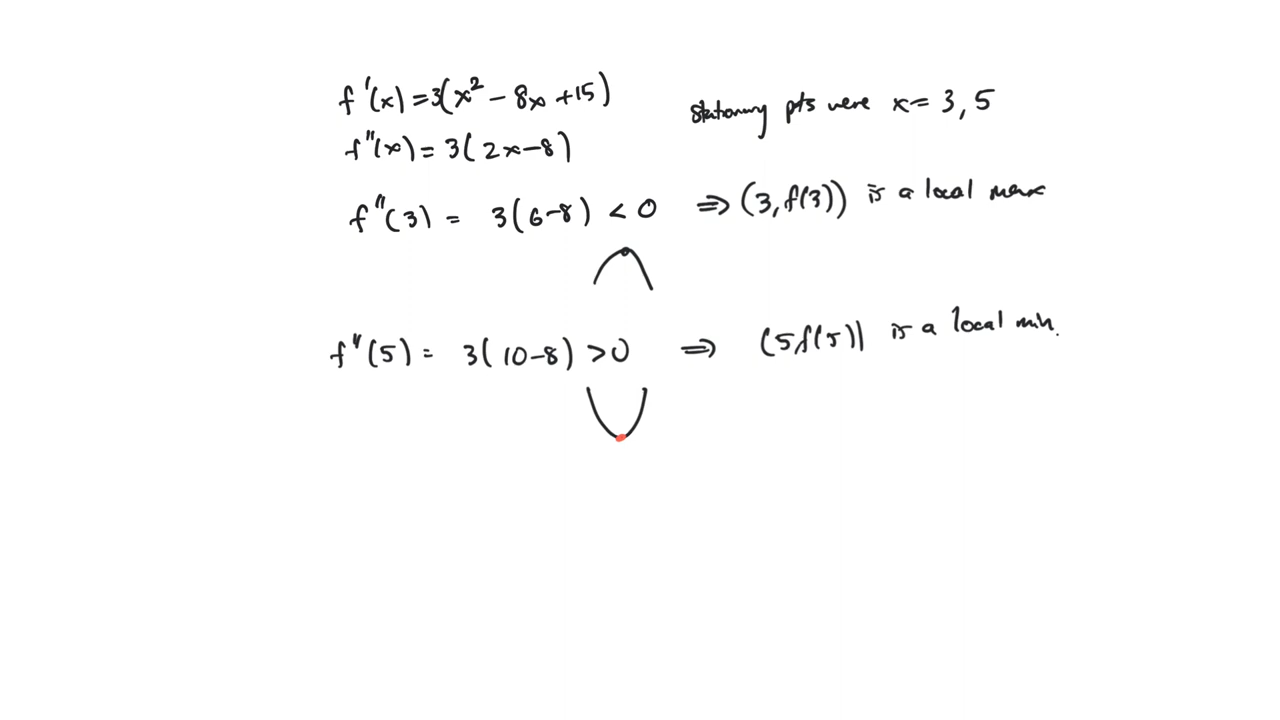 f'(x) = 3(x² − 8x + 15)
stationary pts were x = 3, 5
f''(x) = 3(2x−8)
f''(3) = 3(6−8) < 0 ⇒ (3, f(3)) is a local max
f''(5) = 3(10−8) > 0 ⇒ (5, f(5)) is a local min.